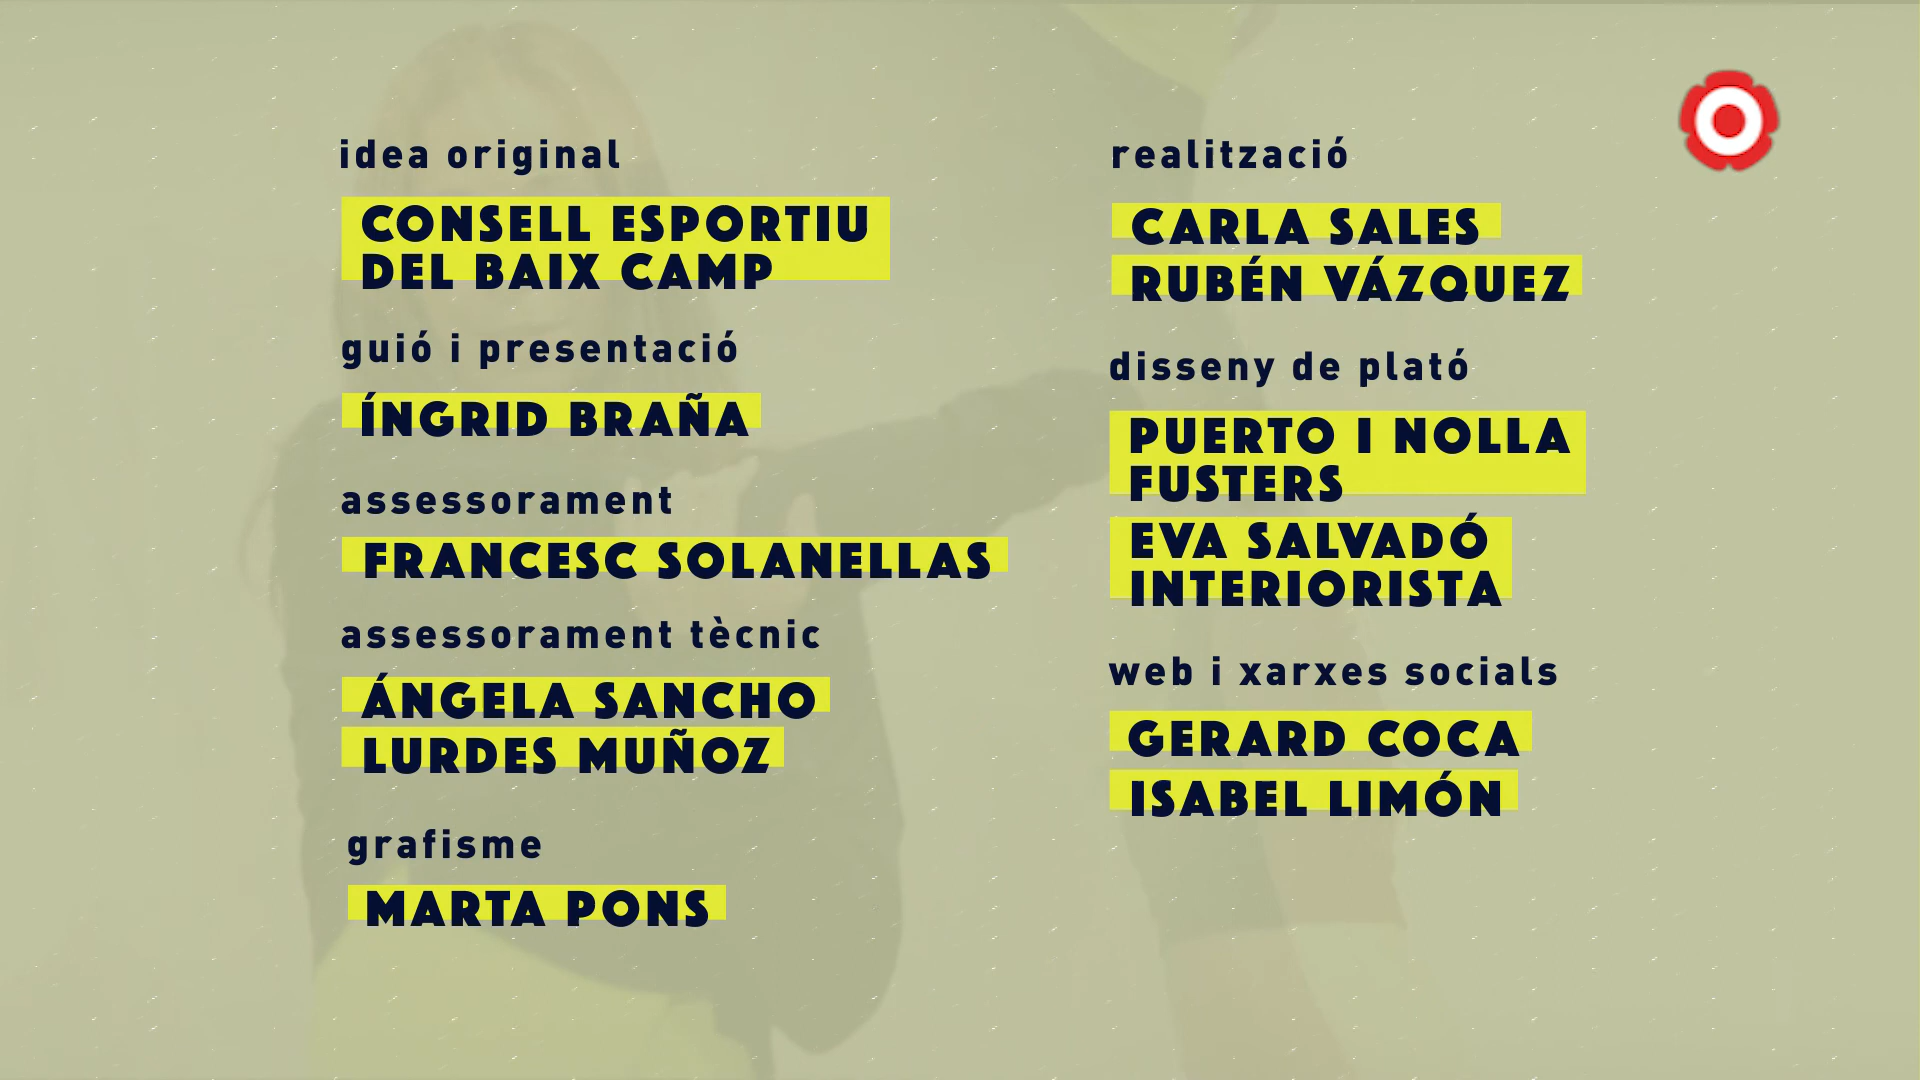 idea original
CONSELL ESPORTIU
DEL BAIX CAMP
guió i presentació
ÍNGRID BRAÑA
assessorament
FRANCESC SOLANELLAS
assessorament tècnic
ÁNGELA SANCHO
LURDES MUÑOZ
grafisme
MARTA PONS
realització
CARLA SALES
RUBÉN VÁZQUEZ
disseny de plató
PUERTO I NOLLA
FUSTERS
EVA SALVADÓ
INTERIORISTA
web i xarxes socials
GERARD COCA
ISABEL LIMÓN